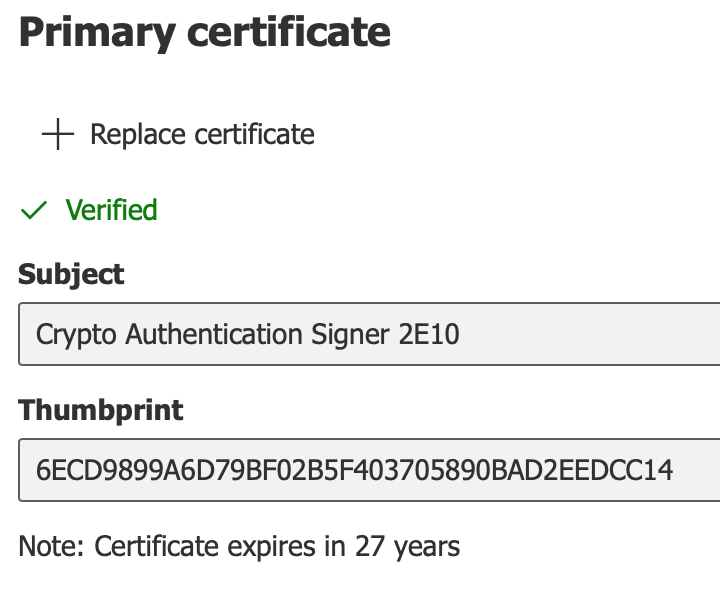 Primary certificate
Replace certificate
Verified
Subject
Crypto Authentication Signer 2E10
Thumbprint
6ECD9899A6D79BF02B5F403705890BAD2EEDCC14
Note: Certificate expires in 27 years